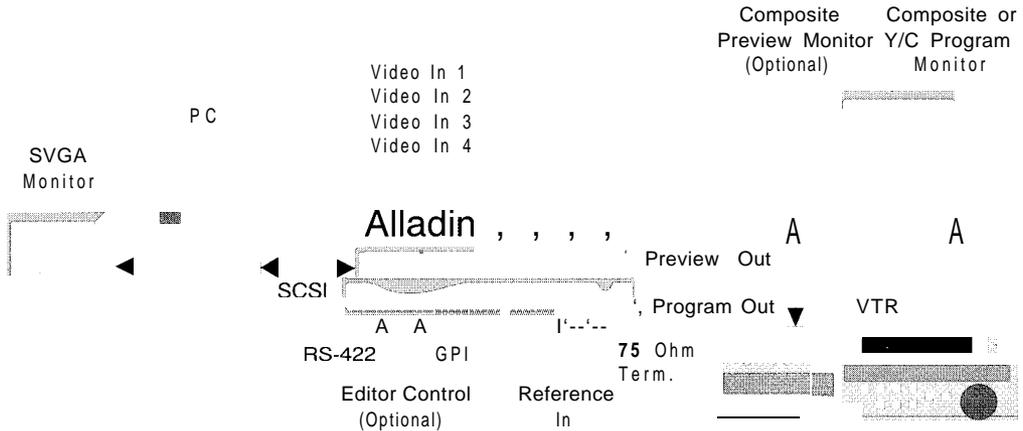 Composite
Preview Monitor
(Optional)
Composite or
Y/C Program
Monitor
Video In 1
Video In 2
Video In 3
Video In 4
PC
SVGA
Monitor
Alladin , , , ,
A A
Preview Out
SCSI
‘, Program Out
VTR
A A
I‘--‘--
RS-422 GPI
75 Ohm
Term.
Editor Control
(Optional)
Reference
In